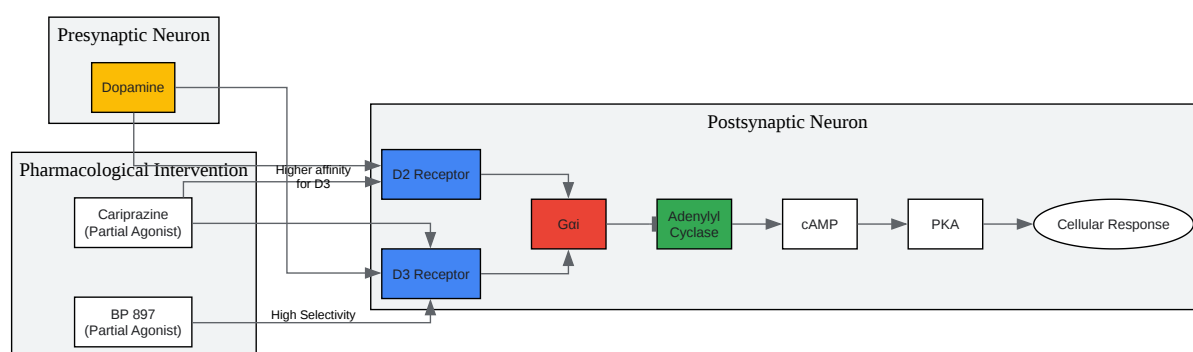 Presynaptic Neuron
Dopamine
Postsynaptic Neuron
Pharmacological Intervention
Higher affinity
for D3
D2 Receptor
Cariprazine
(Partial Agonist)
Gαi
Adenylyl
Cyclase
cAMP
PKA
Cellular Response
D3 Receptor
BP 897
(Partial Agonist)
High Selectivity